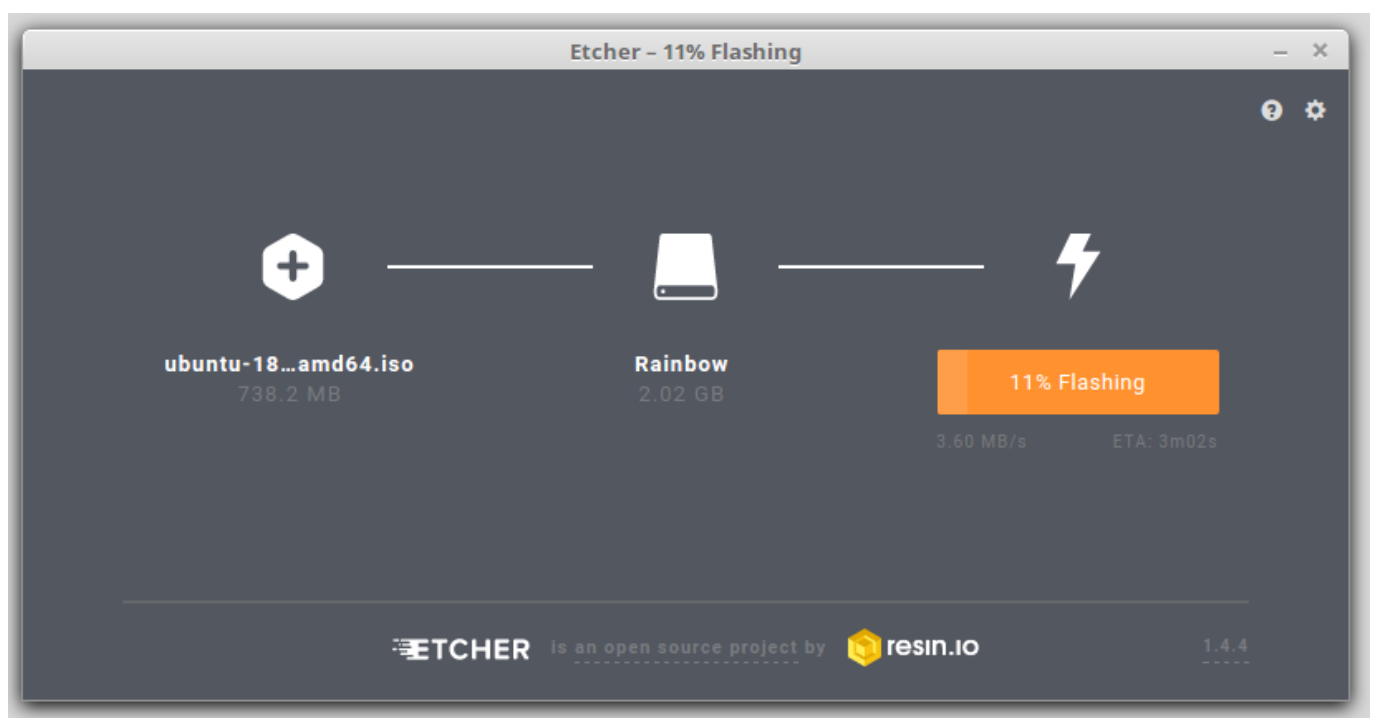 Etcher – 11% Flashing
ubuntu-18…amd64.iso
738.2 MB
Rainbow
2.02 GB
11% Flashing
3.60 MB/s ETA: 3m02s
ETCHER is an open source project by resin.io 1.4.4